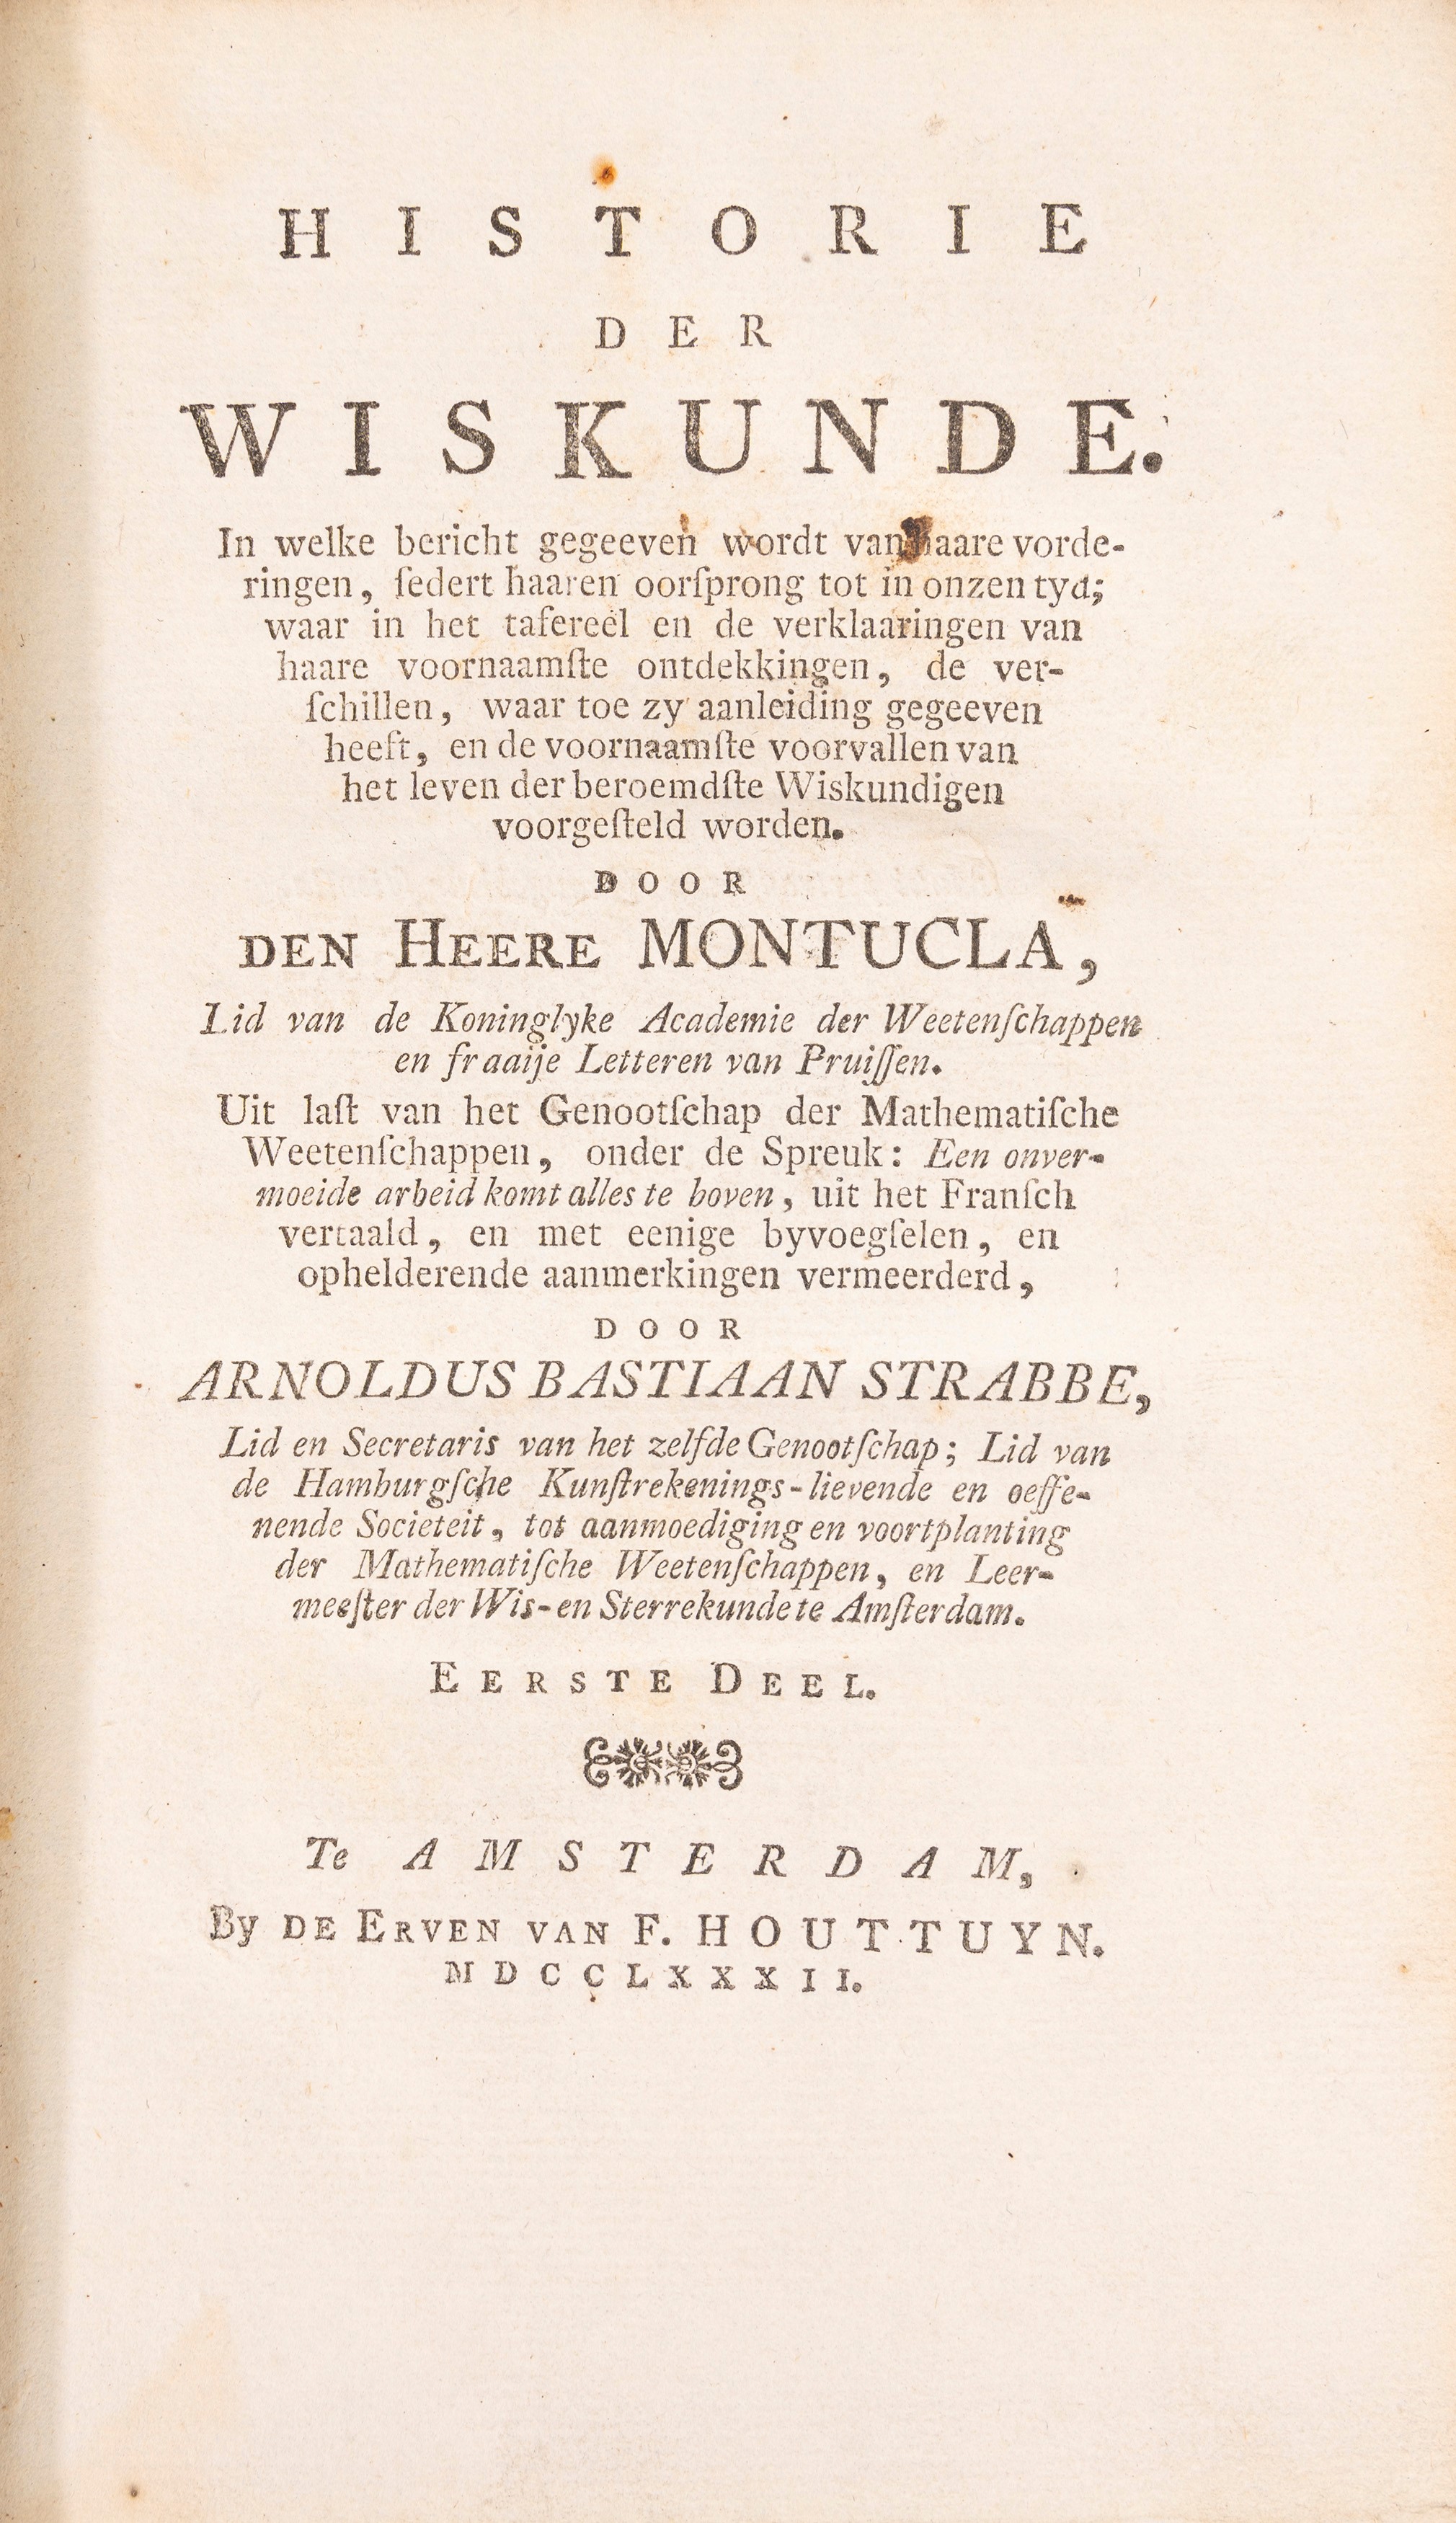 HISTORIE
DER
WISKUNDE.
In welke bericht gegeeven wordt van haare vorde-
ringen, ſedert haaren oorſprong tot in onzen tyd;
waar in het tafereel en de verklaaringen van
haare voornaamſte ontdekkingen, de ver-
ſchillen, waar toe zy aanleiding gegeeven
heeft, en de voornaamſte voorvallen van
het leven der beroemdſte Wiskundigen
voorgeſteld worden.
DOOR
DEN HEERE MONTUCLA,
Lid van de Koninglyke Academie der Weetenſchappen
en fraaije Letteren van Pruiſſen.
Uit laſt van het Genootſchap der Mathematiſche
Weetenſchappen, onder de Spreuk: Een onver-
moeide arbeid komt alles te boven, uit het Franſch
vertaald, en met eenige byvoegſelen, en
ophelderende aanmerkingen vermeerderd,
DOOR
ARNOLDUS BASTIAAN STRABBE,
Lid en Secretaris van het zelfde Genootſchap; Lid van
de Hamburgſche Kunſtrekenings-lievende en oeffe-
nende Societeit, tot aanmoediging en voortplanting
der Mathematiſche Weetenſchappen, en Leer-
meeſter der Wis- en Sterrekunde te Amſterdam.
EERSTE DEEL.
Te AMSTERDAM,
By DE ERVEN VAN F. HOUTTUYN.
MDCCLXXXII.